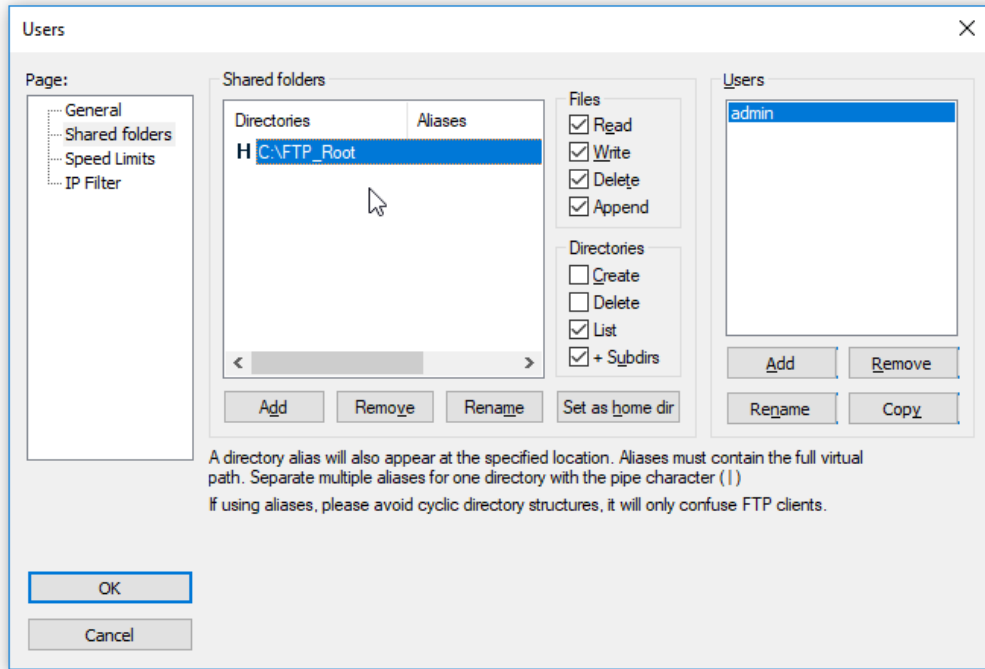 Users
Page:
General
Shared folders
Speed Limits
IP Filter
Shared folders
Directories Aliases
H C:\FTP_Root
Files
Read
Write
Delete
Append
Directories
Create
Delete
List
+ Subdirs
Add Remove Rename Set as home dir
Users
admin
Add Remove
Rename Copy
A directory alias will also appear at the specified location. Aliases must contain the full virtual
path. Separate multiple aliases for one directory with the pipe character ( | )
If using aliases, please avoid cyclic directory structures, it will only confuse FTP clients.
OK
Cancel